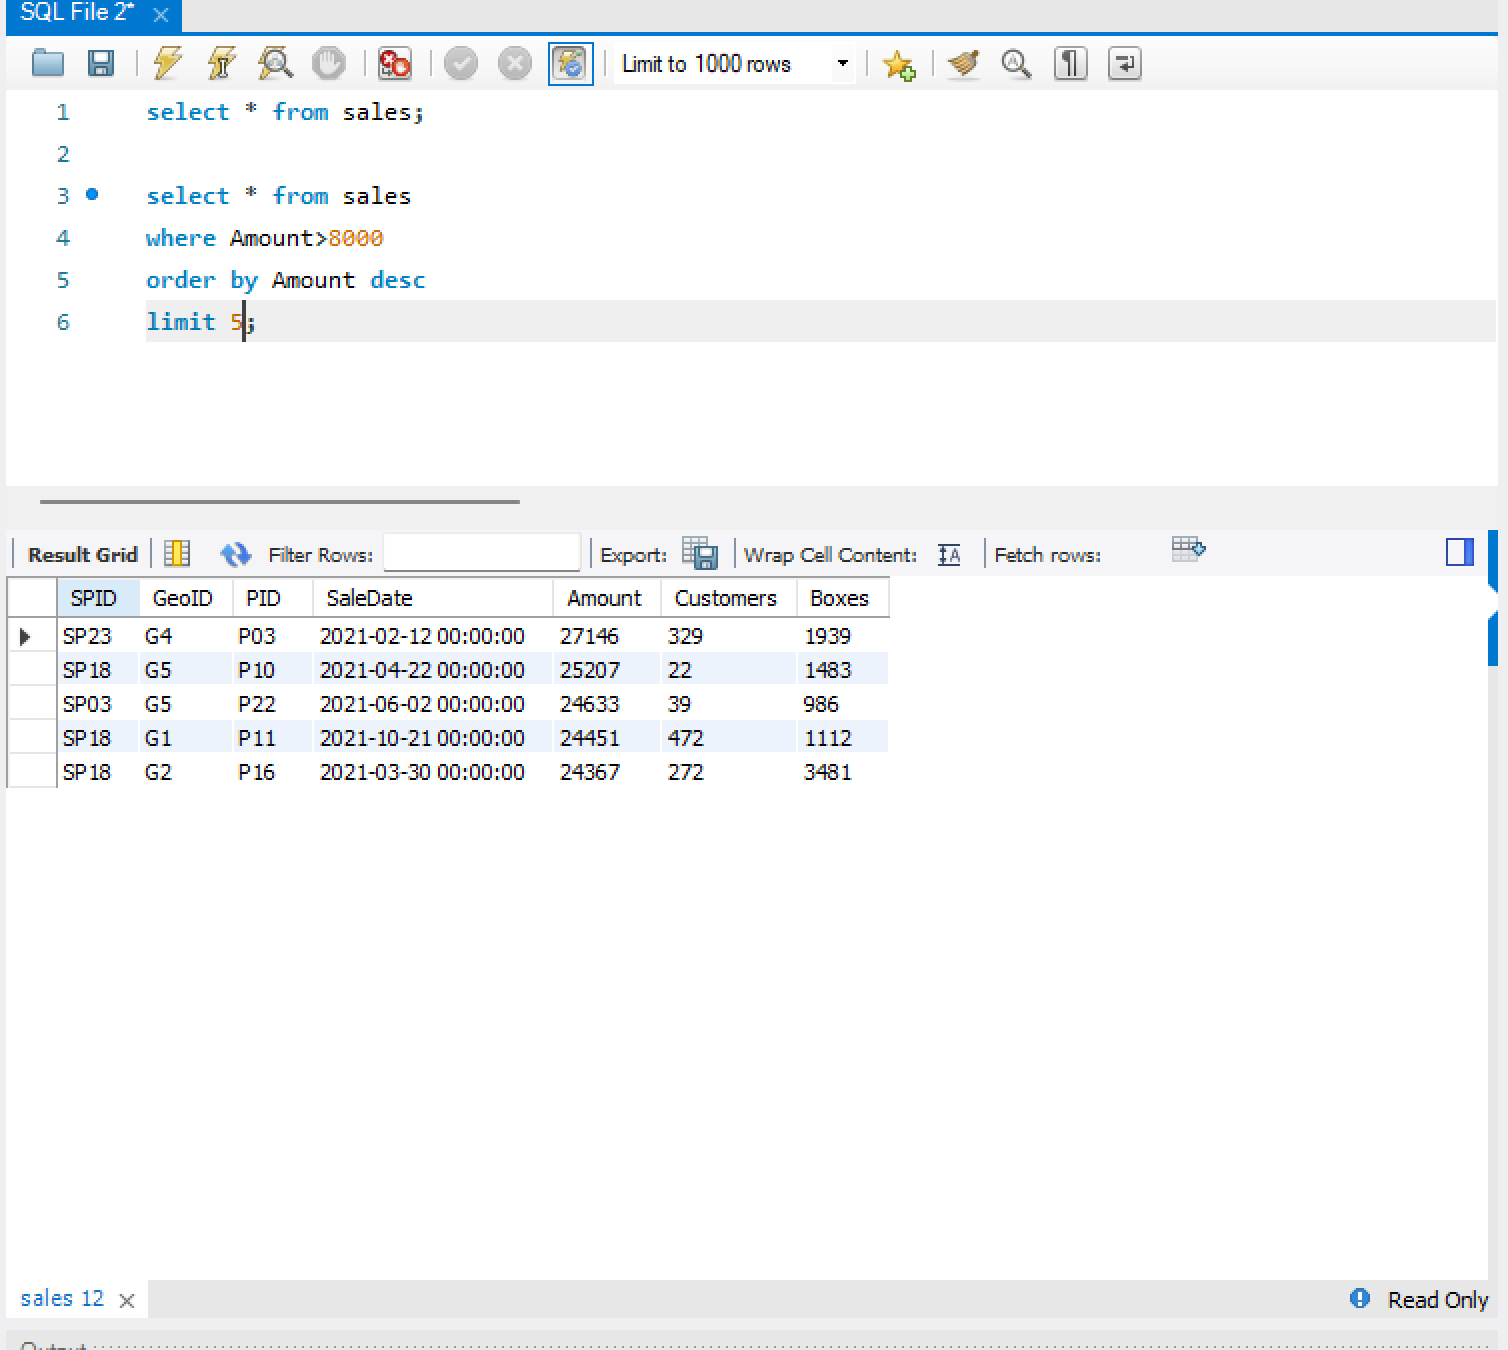 SQL File 2*
Limit to 1000 rows
1 select * from sales;
2
3 select * from sales
4 where Amount>8000
5 order by Amount desc
6 limit 5;
Result Grid Filter Rows: Export: Wrap Cell Content: Fetch rows:
SPID GeoID PID SaleDate Amount Customers Boxes
SP23 G4 P03 2021-02-12 00:00:00 27146 329 1939
SP18 G5 P10 2021-04-22 00:00:00 25207 22 1483
SP03 G5 P22 2021-06-02 00:00:00 24633 39 986
SP18 G1 P11 2021-10-21 00:00:00 24451 472 1112
SP18 G2 P16 2021-03-30 00:00:00 24367 272 3481
sales 12 Read Only
Output